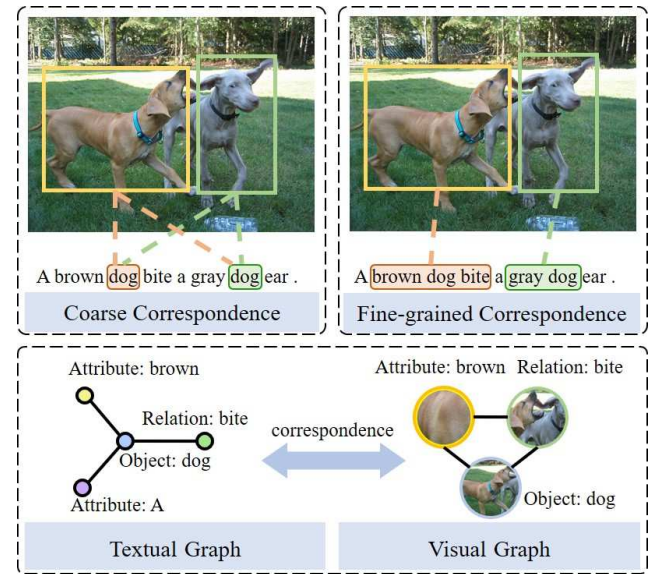 A brown dog bite a gray dog ear .
Coarse Correspondence
A brown dog bite a gray dog ear .
Fine-grained Correspondence
Attribute: brown
Relation: bite
Object: dog
Attribute: A
Textual Graph
correspondence
Attribute: brown Relation: bite
Object: dog
Visual Graph